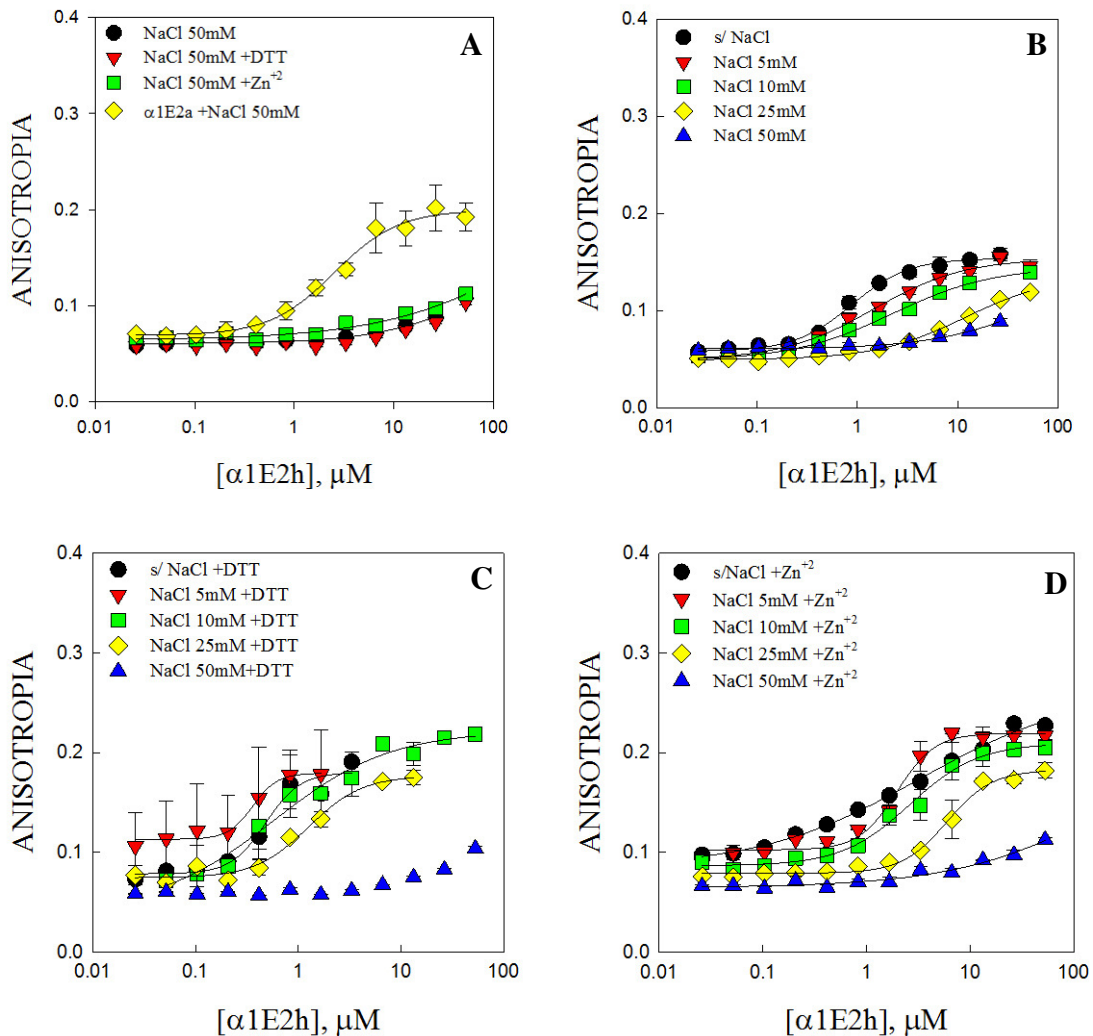 A
NaCl 50mM
NaCl 50mM +DTT
NaCl 50mM +Zn+2
α1E2a +NaCl 50mM
ANISOTROPIA
0.4
0.3
0.2
0.1
0.0
0.01 0.1 1 10 100
[α1E2h], μM
B
s/ NaCl
NaCl 5mM
NaCl 10mM
NaCl 25mM
NaCl 50mM
ANISOTROPIA
0.4
0.3
0.2
0.1
0.0
0.01 0.1 1 10 100
[α1E2h], μM
C
s/ NaCl +DTT
NaCl 5mM +DTT
NaCl 10mM +DTT
NaCl 25mM +DTT
NaCl 50mM+DTT
ANISOTROPIA
0.4
0.3
0.2
0.1
0.0
0.01 0.1 1 10 100
[α1E2h], μM
D
s/NaCl +Zn+2
NaCl 5mM +Zn+2
NaCl 10mM +Zn+2
NaCl 25mM +Zn+2
NaCl 50mM +Zn+2
ANISOTROPIA
0.4
0.3
0.2
0.1
0.0
0.01 0.1 1 10 100
[α1E2h], μM